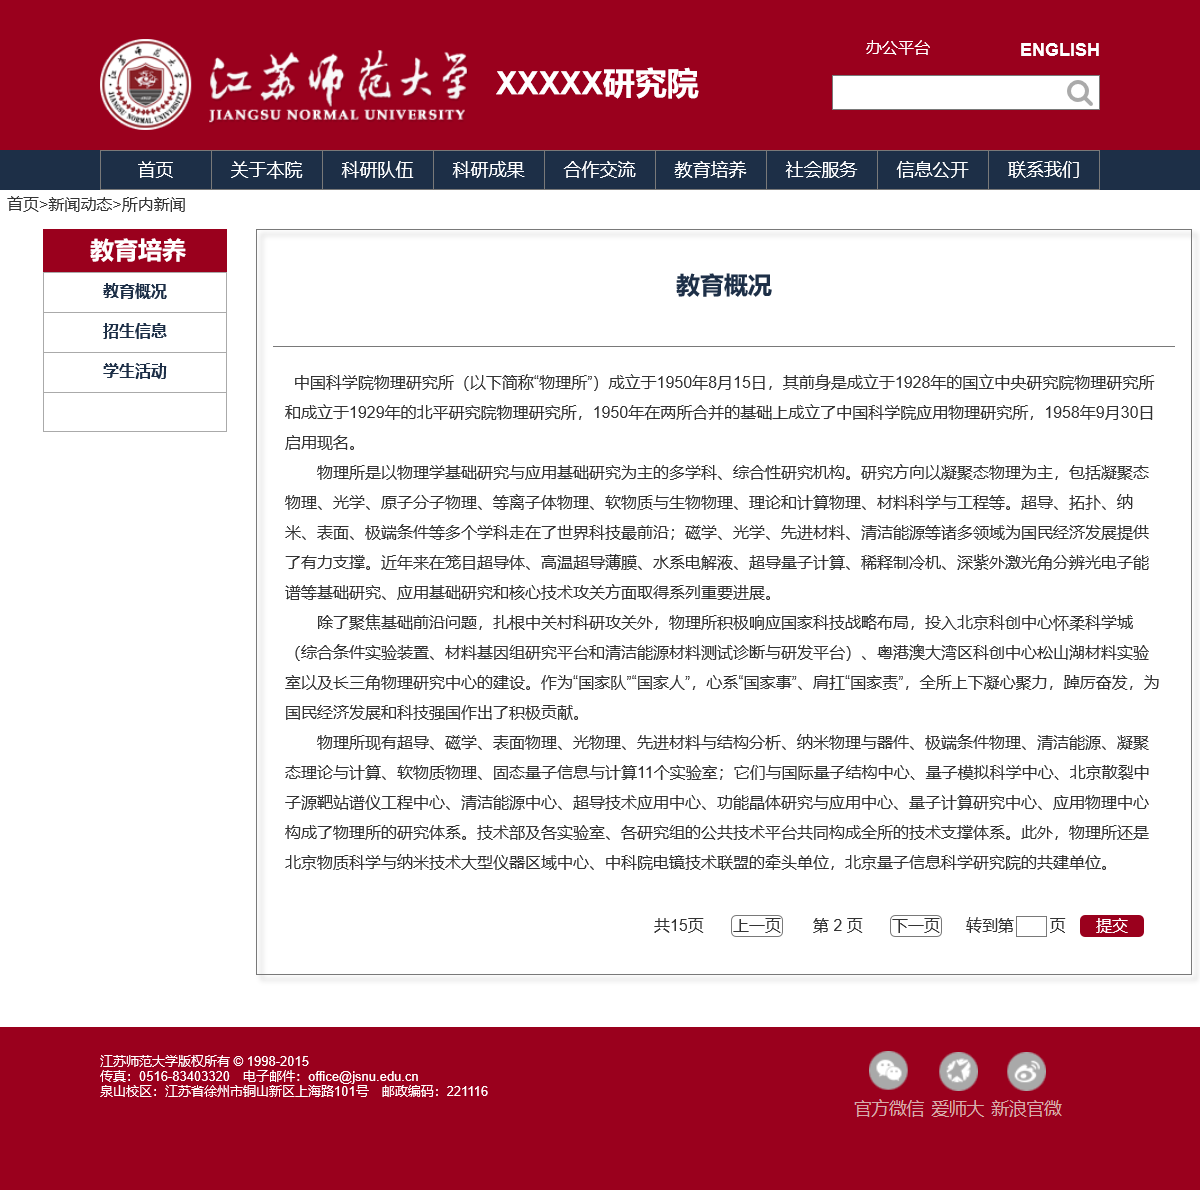 办公平台 ENGLISH
江苏师范大学
JIANGSU NORMAL UNIVERSITY
XXXXX研究院
首页 关于本院 科研队伍 科研成果 合作交流 教育培养 社会服务 信息公开 联系我们
首页>新闻动态>所内新闻
教育培养
教育概况
招生信息
学生活动
教育概况
中国科学院物理研究所（以下简称“物理所”）成立于1950年8月15日，其前身是成立于1928年的国立中央研究院物理研究所
和成立于1929年的北平研究院物理研究所，1950年在两所合并的基础上成立了中国科学院应用物理研究所，1958年9月30日
启用现名。
物理所是以物理学基础研究与应用基础研究为主的多学科、综合性研究机构。研究方向以凝聚态物理为主，包括凝聚态
物理、光学、原子分子物理、等离子体物理、软物质与生物物理、理论和计算物理、材料科学与工程等。超导、拓扑、纳
米、表面、极端条件等多个学科走在了世界科技最前沿；磁学、光学、先进材料、清洁能源等诸多领域为国民经济发展提供
了有力支撑。近年来在笼目超导体、高温超导薄膜、水系电解液、超导量子计算、稀释制冷机、深紫外激光角分辨光电子能
谱等基础研究、应用基础研究和核心技术攻关方面取得系列重要进展。
除了聚焦基础前沿问题，扎根中关村科研攻关外，物理所积极响应国家科技战略布局，投入北京科创中心怀柔科学城
（综合条件实验装置、材料基因组研究平台和清洁能源材料测试诊断与研发平台）、粤港澳大湾区科创中心松山湖材料实验
室以及长三角物理研究中心的建设。作为“国家队”“国家人”，心系“国家事”、肩扛“国家责”，全所上下凝心聚力，踔厉奋发，为
国民经济发展和科技强国作出了积极贡献。
物理所现有超导、磁学、表面物理、光物理、先进材料与结构分析、纳米物理与器件、极端条件物理、清洁能源、凝聚
态理论与计算、软物质物理、固态量子信息与计算11个实验室；它们与国际量子结构中心、量子模拟科学中心、北京散裂中
子源靶站谱仪工程中心、清洁能源中心、超导技术应用中心、功能晶体研究与应用中心、量子计算研究中心、应用物理中心
构成了物理所的研究体系。技术部及各实验室、各研究组的公共技术平台共同构成全所的技术支撑体系。此外，物理所还是
北京物质科学与纳米技术大型仪器区域中心、中科院电镜技术联盟的牵头单位，北京量子信息科学研究院的共建单位。
共15页 上一页 第 2 页 下一页 转到第 页 提交
江苏师范大学版权所有 © 1998-2015
传真：0516-83403320 电子邮件：office@jsnu.edu.cn
泉山校区：江苏省徐州市铜山新区上海路101号 邮政编码：221116
官方微信 爱师大 新浪官微